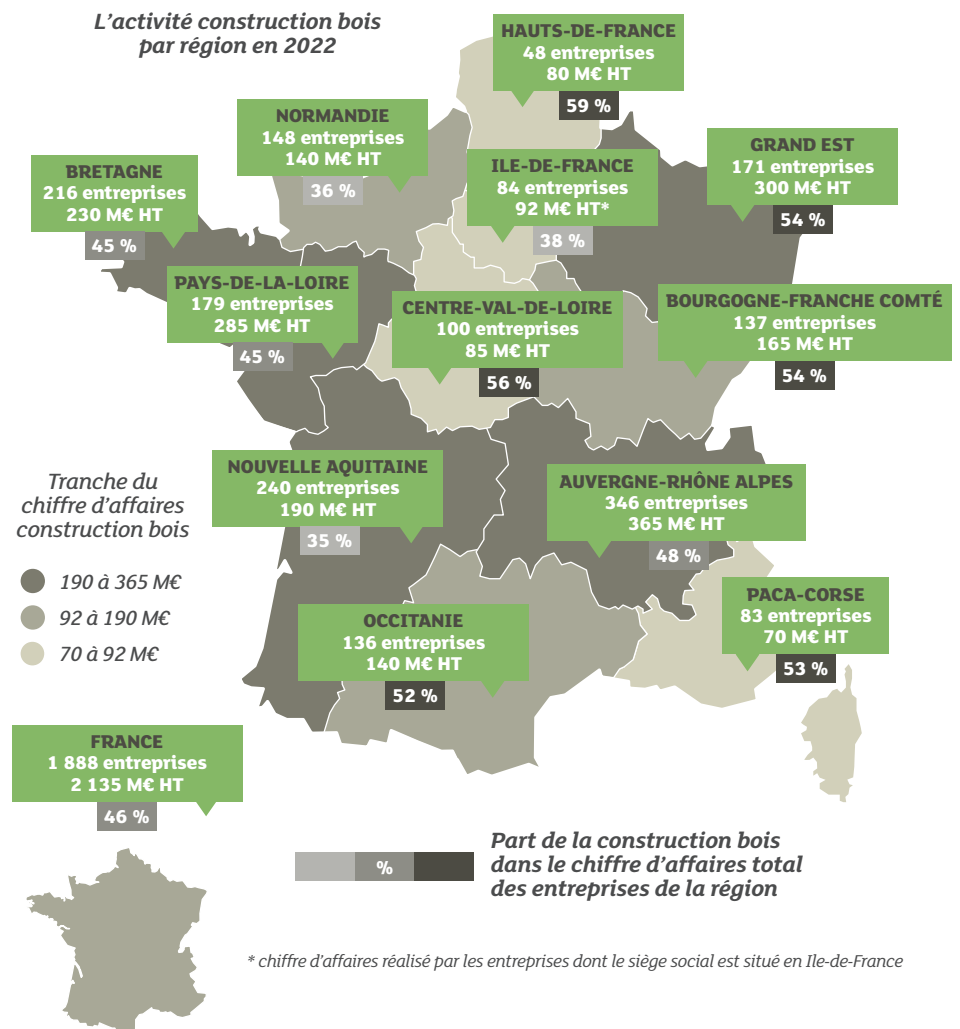 L'activité construction bois
par région en 2022
HAUTS-DE-FRANCE
48 entreprises
80 M€ HT
59 %
NORMANDIE
148 entreprises
140 M€ HT
36 %
ILE-DE-FRANCE
84 entreprises
92 M€ HT*
38 %
GRAND EST
171 entreprises
300 M€ HT
54 %
BRETAGNE
216 entreprises
230 M€ HT
45 %
PAYS-DE-LA-LOIRE
179 entreprises
285 M€ HT
45 %
CENTRE-VAL-DE-LOIRE
100 entreprises
85 M€ HT
56 %
BOURGOGNE-FRANCHE COMTÉ
137 entreprises
165 M€ HT
54 %
NOUVELLE AQUITAINE
240 entreprises
190 M€ HT
35 %
AUVERGNE-RHÔNE ALPES
346 entreprises
365 M€ HT
48 %
Tranche du
chiffre d'affaires
construction bois
190 à 365 M€
92 à 190 M€
70 à 92 M€
OCCITANIE
136 entreprises
140 M€ HT
52 %
PACA-CORSE
83 entreprises
70 M€ HT
53 %
FRANCE
1 888 entreprises
2 135 M€ HT
46 %
%
Part de la construction bois
dans le chiffre d'affaires total
des entreprises de la région
* chiffre d'affaires réalisé par les entreprises dont le siège social est situé en Ile-de-France